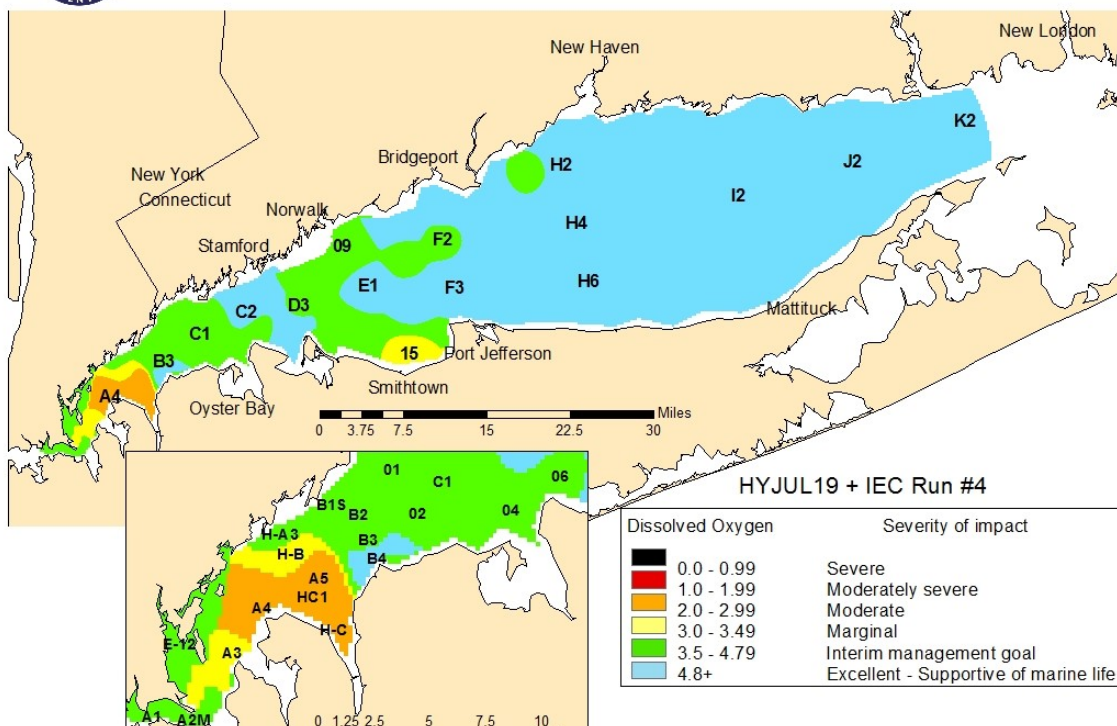 ENT
New London
New Haven
K2
Bridgeport
H2
J2
New York
Connecticut
I2
Norwalk
H4
Stamford
09
F2
E1
F3
H6
C2
D3
Mattituck
C1
B3
15
Port Jefferson
A4
Smithtown
Oyster Bay
Miles
0 3.75 7.5 15 22.5 30
01
C1
06
B1S
B2
02
04
H-A3
B3
H-B
B4
A5
HC1
A4
H-C
E-12
A3
A1
A2M
0 1.25 2.5 5 7.5 10
HYJUL19 + IEC Run #4
Dissolved Oxygen Severity of impact
0.0 - 0.99 Severe
1.0 - 1.99 Moderately severe
2.0 - 2.99 Moderate
3.0 - 3.49 Marginal
3.5 - 4.79 Interim management goal
4.8+ Excellent - Supportive of marine life